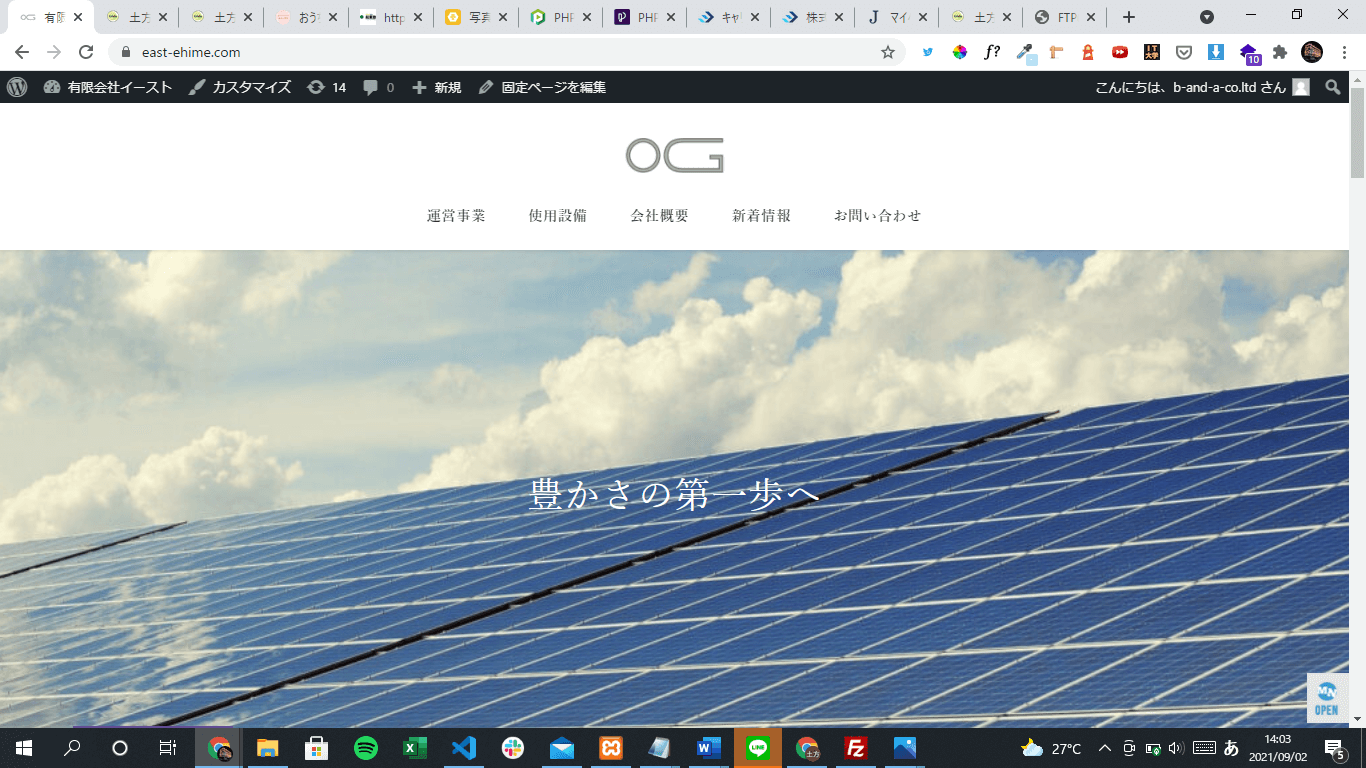 有限
土方
土方
おう
http
写真
PHP
PHP
キャ
株式
マイ
土方
FTP
east-ehime.com
f?
IT
大学
10
有限会社イースト
カスタマイズ
14
0
新規
固定ページを編集
こんにちは、b-and-a-co.ltd さん
OG
運営事業
使用設備
会社概要
新着情報
お問い合わせ
豊かさの第一歩へ
MN
OPEN
27°C
あ
14:03
2021/09/02
5